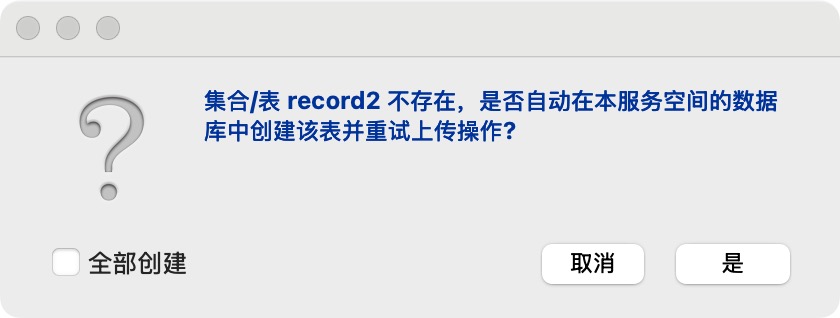 集合/表 record2 不存在，是否自动在本服务空间的数据
库中创建该表并重试上传操作?
全部创建
取消
是